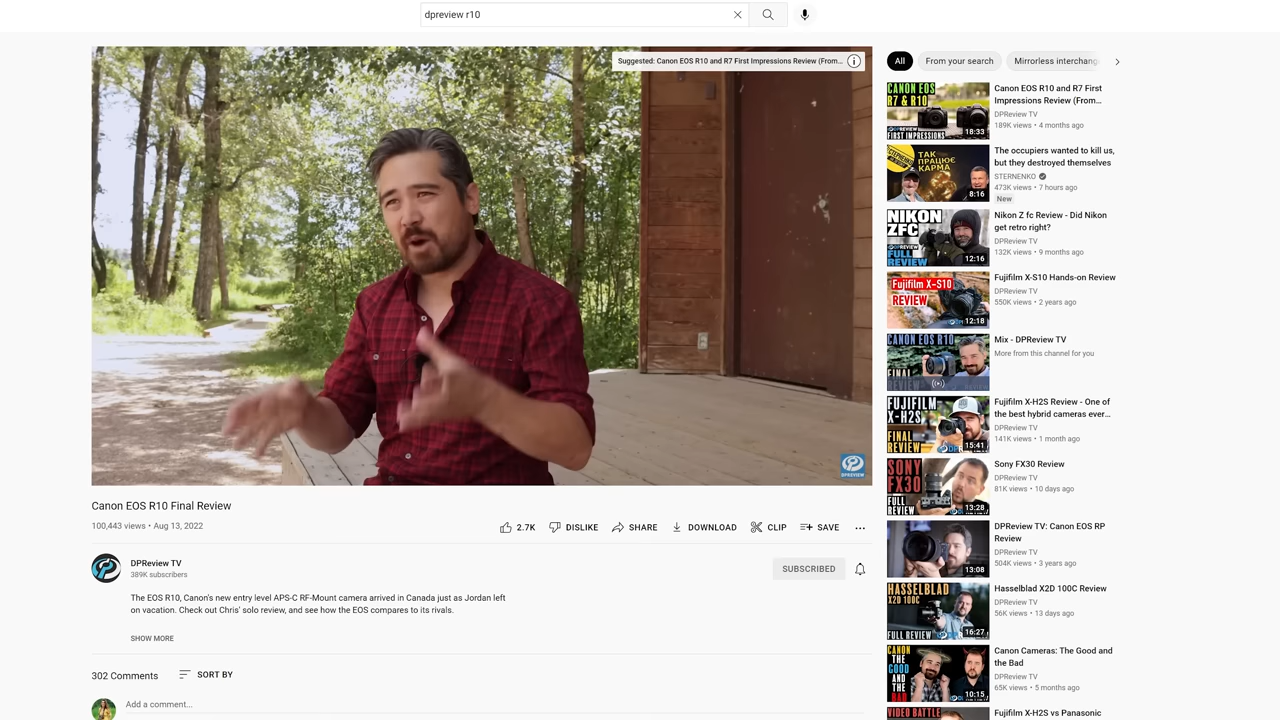 dpreview r10
Suggested: Canon EOS R10 and R7 First Impressions Review (From...
DPREVIEW
Canon EOS R10 Final Review
100,443 views • Aug 13, 2022
2.7K
DISLIKE
SHARE
DOWNLOAD
CLIP
SAVE
DPReview TV
389K subscribers
SUBSCRIBED
The EOS R10, Canon's new entry level APS-C RF-Mount camera arrived in Canada just as Jordan left
on vacation. Check out Chris' solo review, and see how the EOS compares to its rivals.
SHOW MORE
302 Comments
SORT BY
Add a comment...
All
From your search
Mirrorless interchang
CANON EOS
R7 & R10
DPREVIEW
FIRST IMPRESSIONS
18:33
Canon EOS R10 and R7 First
Impressions Review (From...
DPReview TV
189K views • 4 months ago
ТАК
ПРАЦЮЄ
КАРМА
8:16
The occupiers wanted to kill us,
but they destroyed themselves
STERNENKO
473K views • 7 hours ago
New
NIKON
ZFC
DPREVIEW
FULL
REVIEW
12:16
Nikon Z fc Review - Did Nikon
get retro right?
DPReview TV
132K views • 9 months ago
Fujifilm X-S10
REVIEW
12:18
Fujifilm X-S10 Hands-on Review
DPReview TV
550K views • 2 years ago
CANON EOS R10
FINAL
REVIEW
Mix - DPReview TV
More from this channel for you
FUJIFILM
X-H2S
FINAL
REVIEW
15:41
Fujifilm X-H2S Review - One of
the best hybrid cameras ever...
DPReview TV
141K views • 1 month ago
SONY
FX30
FULL
REVIEW
13:28
Sony FX30 Review
DPReview TV
81K views • 10 days ago
13:08
DPReview TV: Canon EOS RP
Review
DPReview TV
504K views • 3 years ago
HASSELBLAD
X2D 100C
FULL REVIEW
16:27
Hasselblad X2D 100C Review
DPReview TV
56K views • 13 days ago
CANON
THE
GOOD
AND THE
BAD
10:15
Canon Cameras: The Good and
the Bad
DPReview TV
65K views • 5 months ago
VIDEO BATTLE
Fujifilm X-H2S vs Panasonic